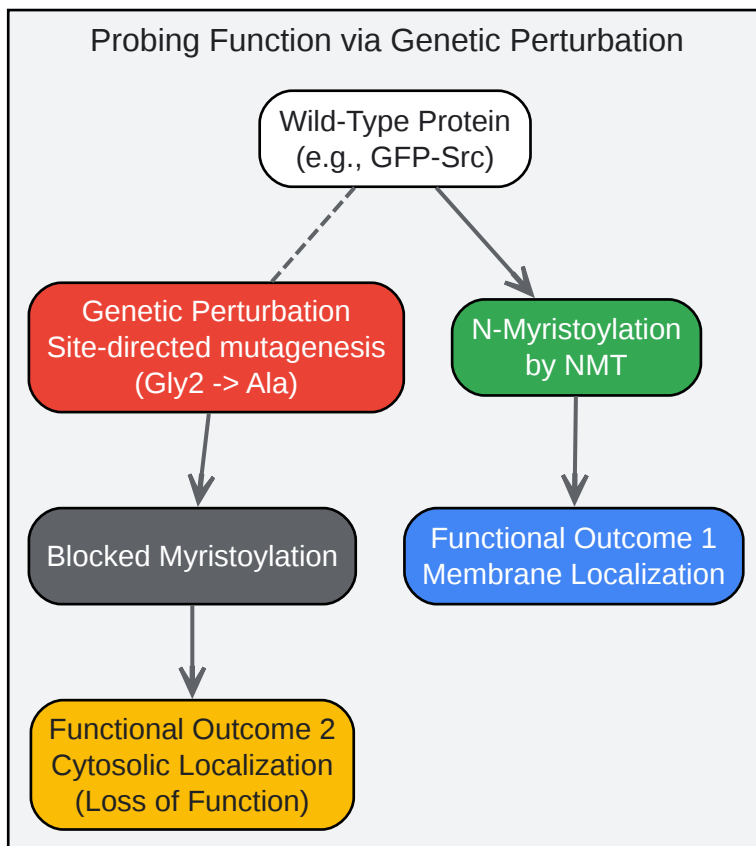 Probing Function via Genetic Perturbation
Wild-Type Protein
(e.g., GFP-Src)
Genetic Perturbation
Site-directed mutagenesis
(Gly2 -> Ala)
N-Myristoylation
by NMT
Blocked Myristoylation
Functional Outcome 1
Membrane Localization
Functional Outcome 2
Cytosolic Localization
(Loss of Function)